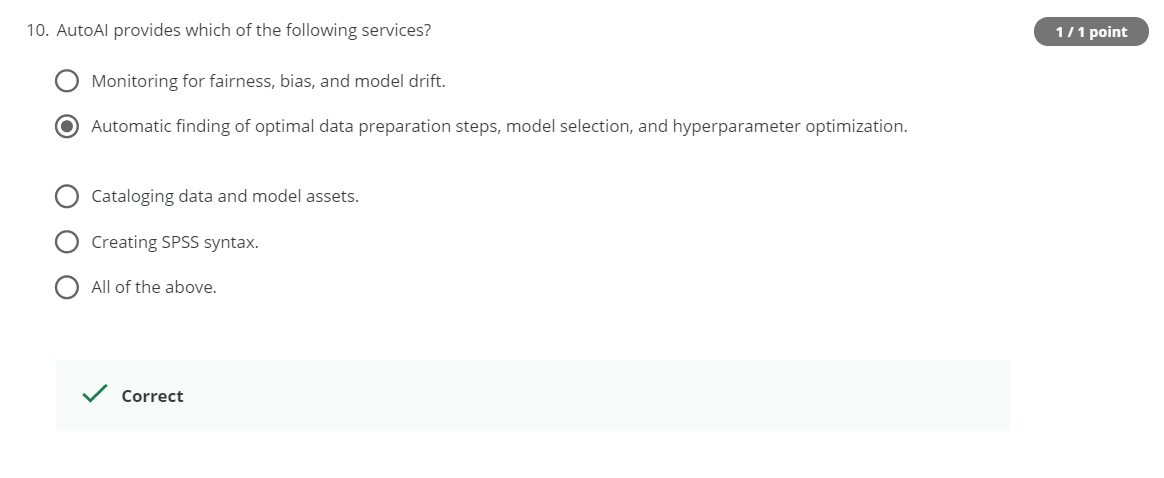 10. AutoAI provides which of the following services?
1 / 1 point
Monitoring for fairness, bias, and model drift.
Automatic finding of optimal data preparation steps, model selection, and hyperparameter optimization.
Cataloging data and model assets.
Creating SPSS syntax.
All of the above.
Correct